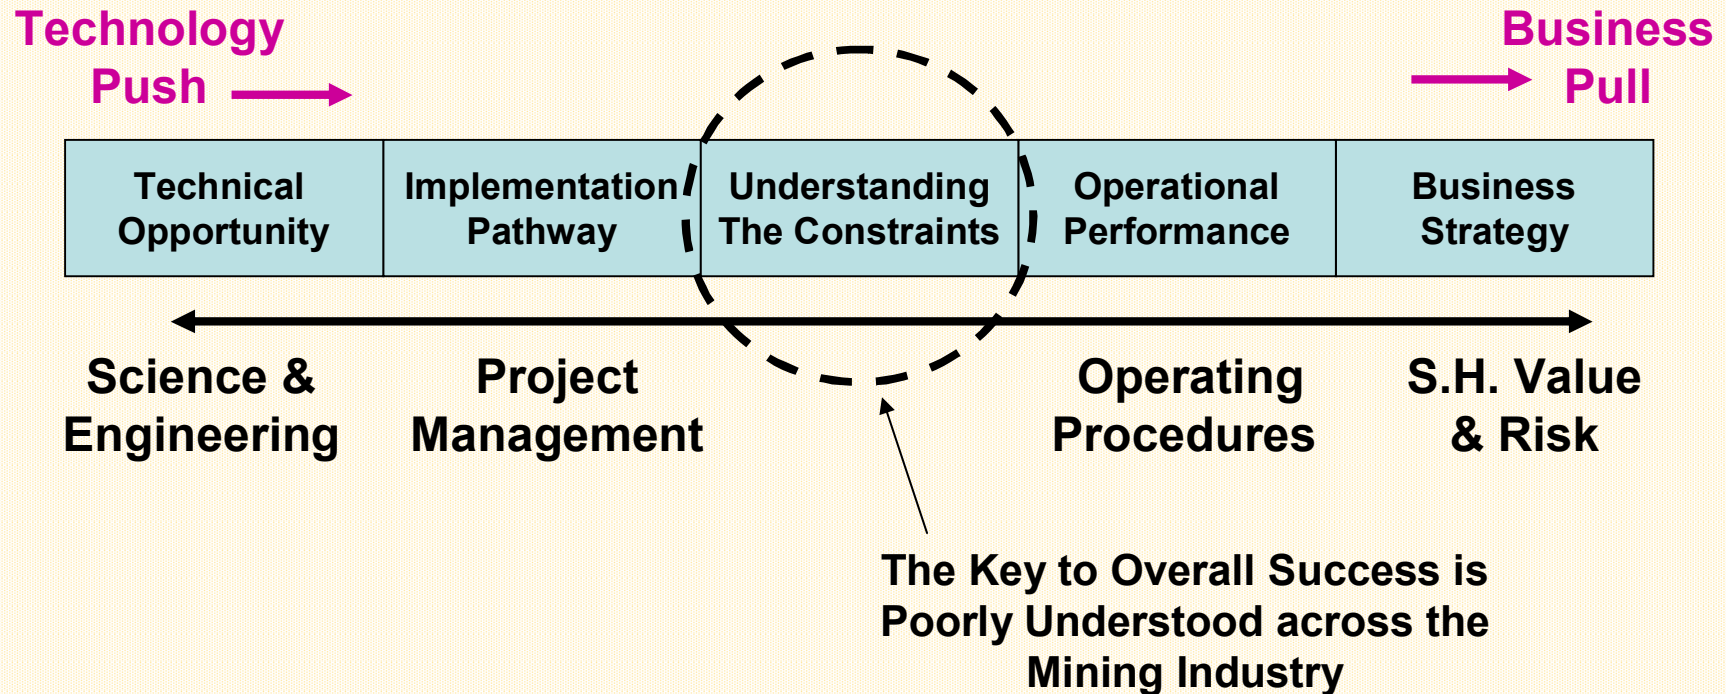 Technology
Push
Business
Pull
Technical
Opportunity
Implementation
Pathway
Understanding
The Constraints
Operational
Performance
Business
Strategy
Science &
Engineering
Project
Management
Operating
Procedures
S.H. Value
& Risk
The Key to Overall Success is
Poorly Understood across the
Mining Industry